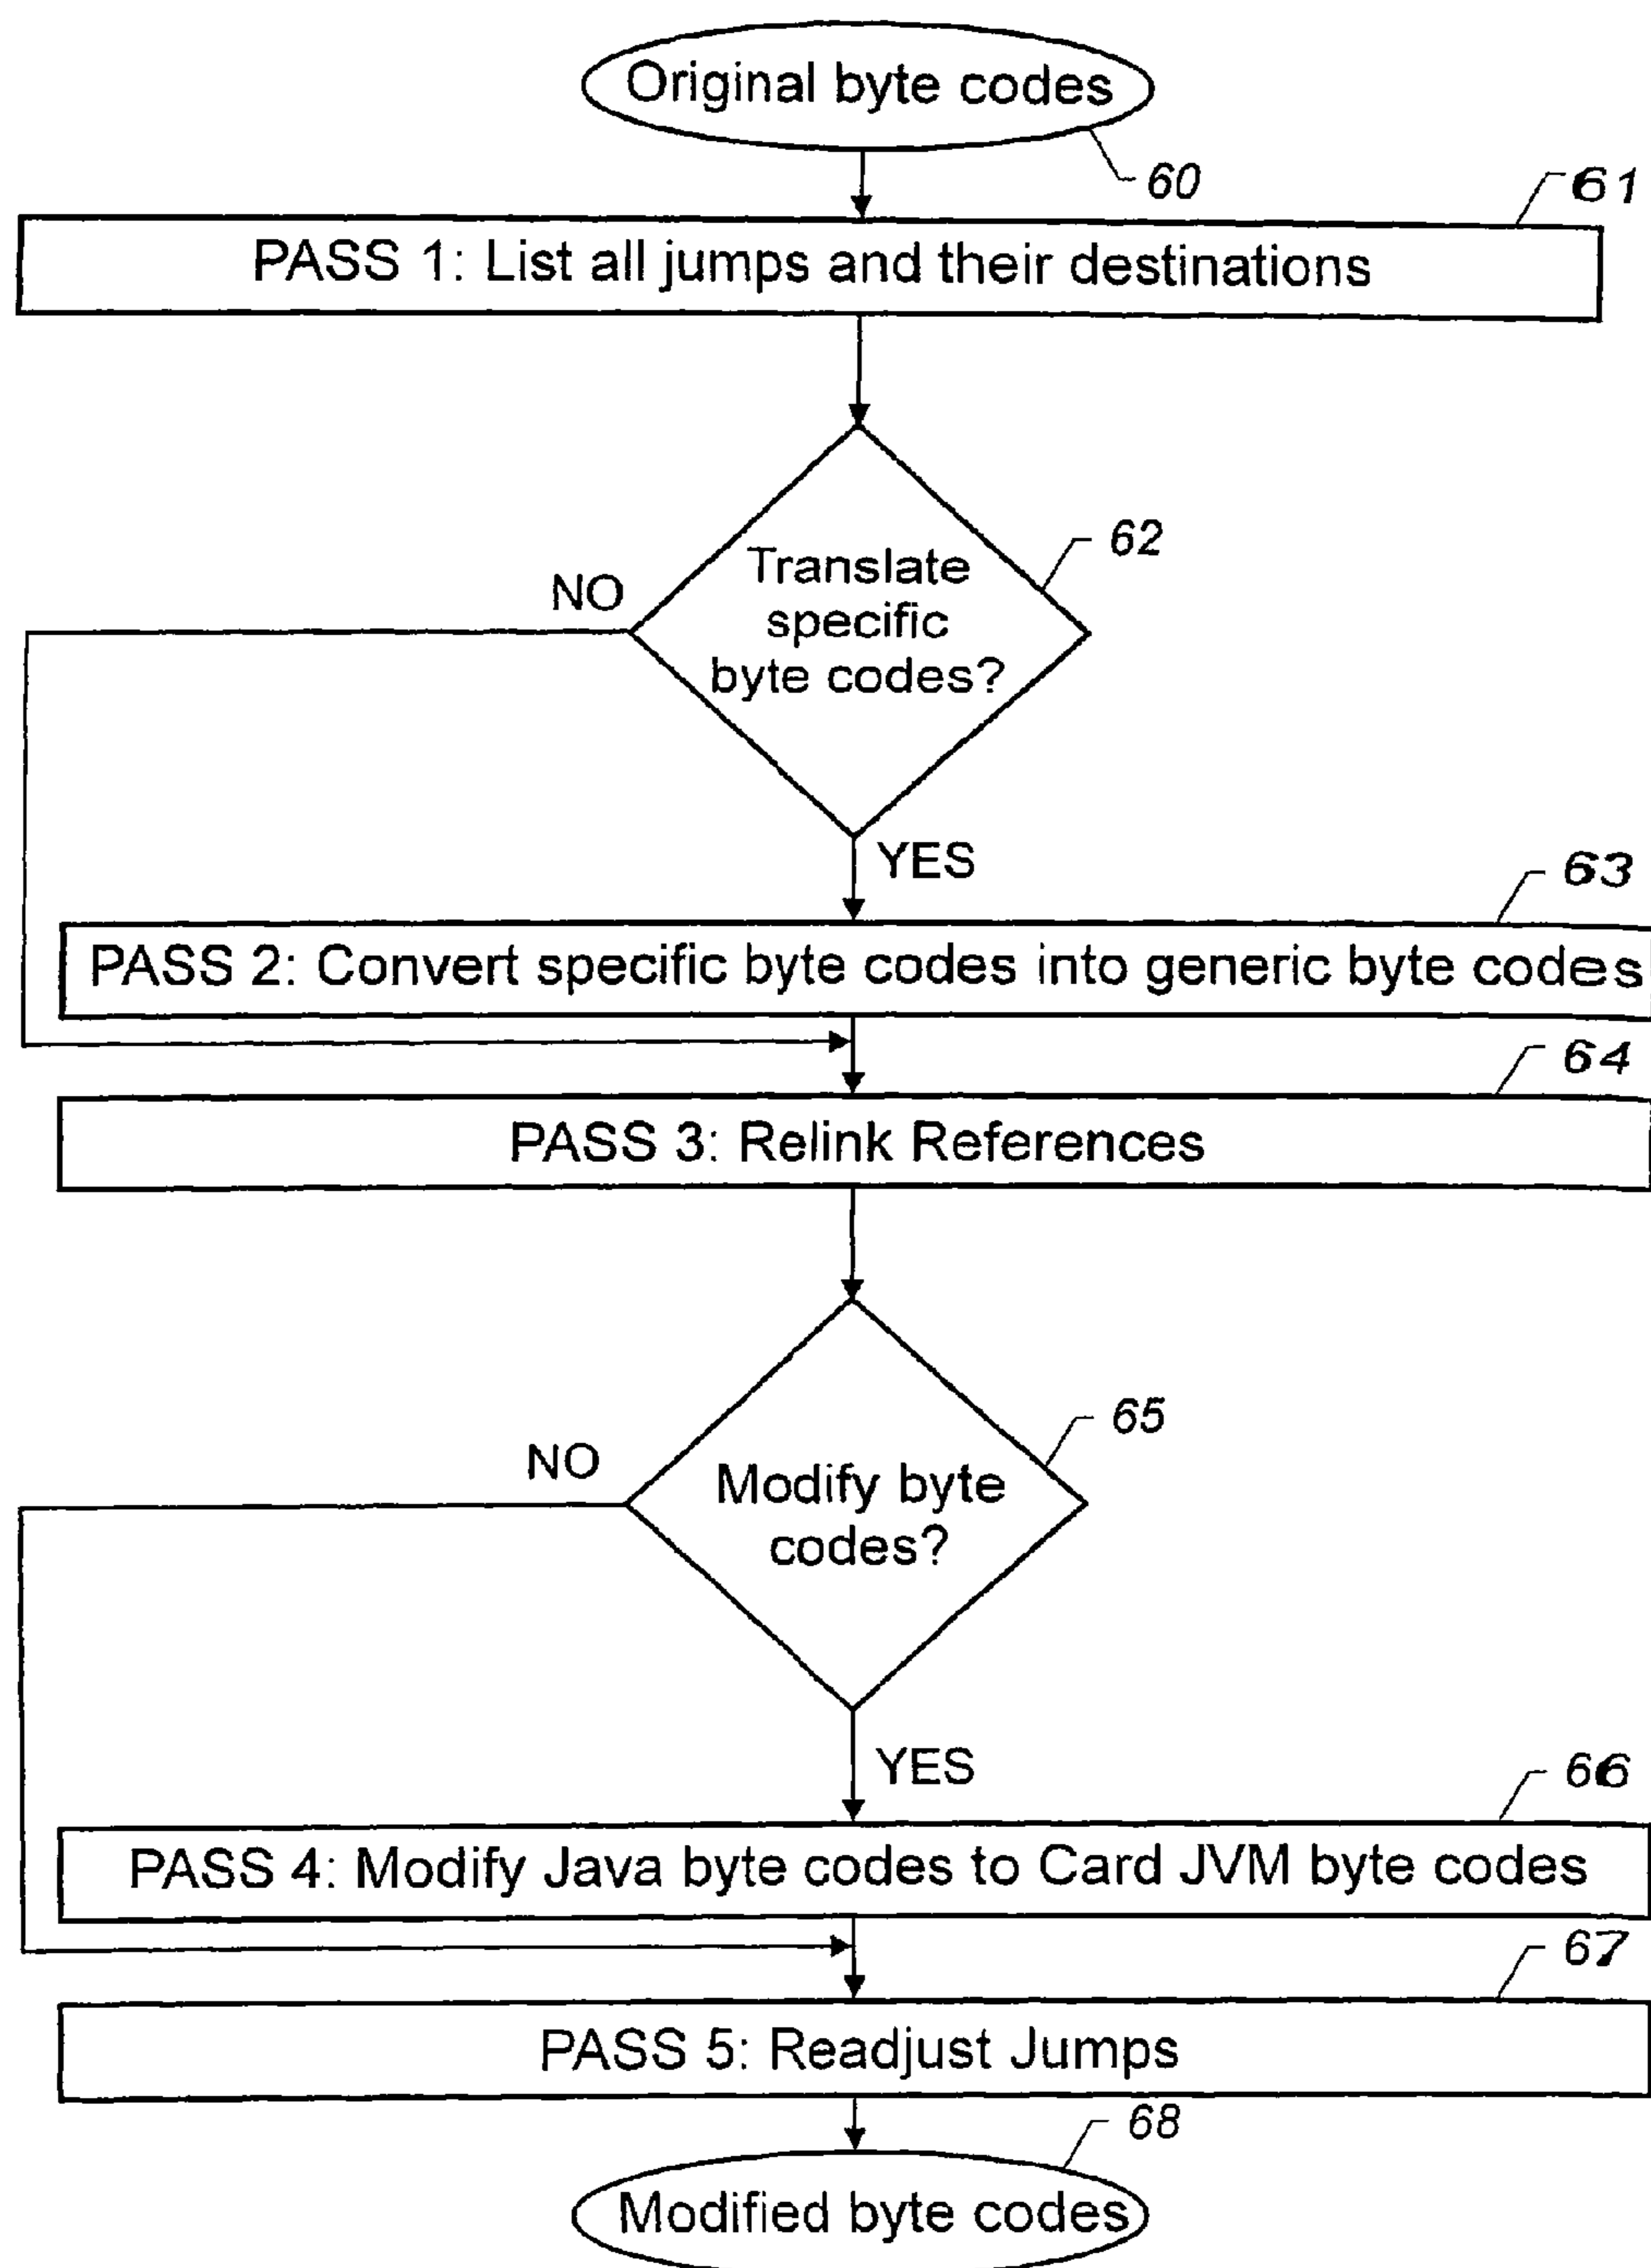 Original byte codes
60
61
PASS 1: List all jumps and their destinations
62
Translate
specific
byte codes?
NO
YES
63
PASS 2: Convert specific byte codes into generic byte codes
64
PASS 3: Relink References
65
Modify byte
codes?
NO
YES
66
PASS 4: Modify Java byte codes to Card JVM byte codes
67
PASS 5: Readjust Jumps
68
Modified byte codes